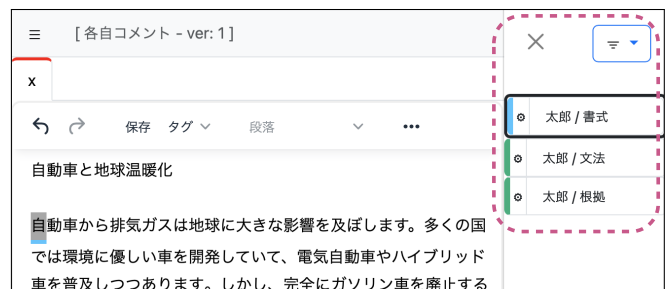 [ 各自コメント - ver: 1 ]
x
保存 タグ 段落
自動車と地球温暖化
自動車から排気ガスは地球に大きな影響を及ぼします。多くの国
では環境に優しい車を開発していて、電気自動車やハイブリッド
車を普及しつつあります。しかし、完全にガソリン車を廃止する
太郎 / 書式
太郎 / 文法
太郎 / 根拠